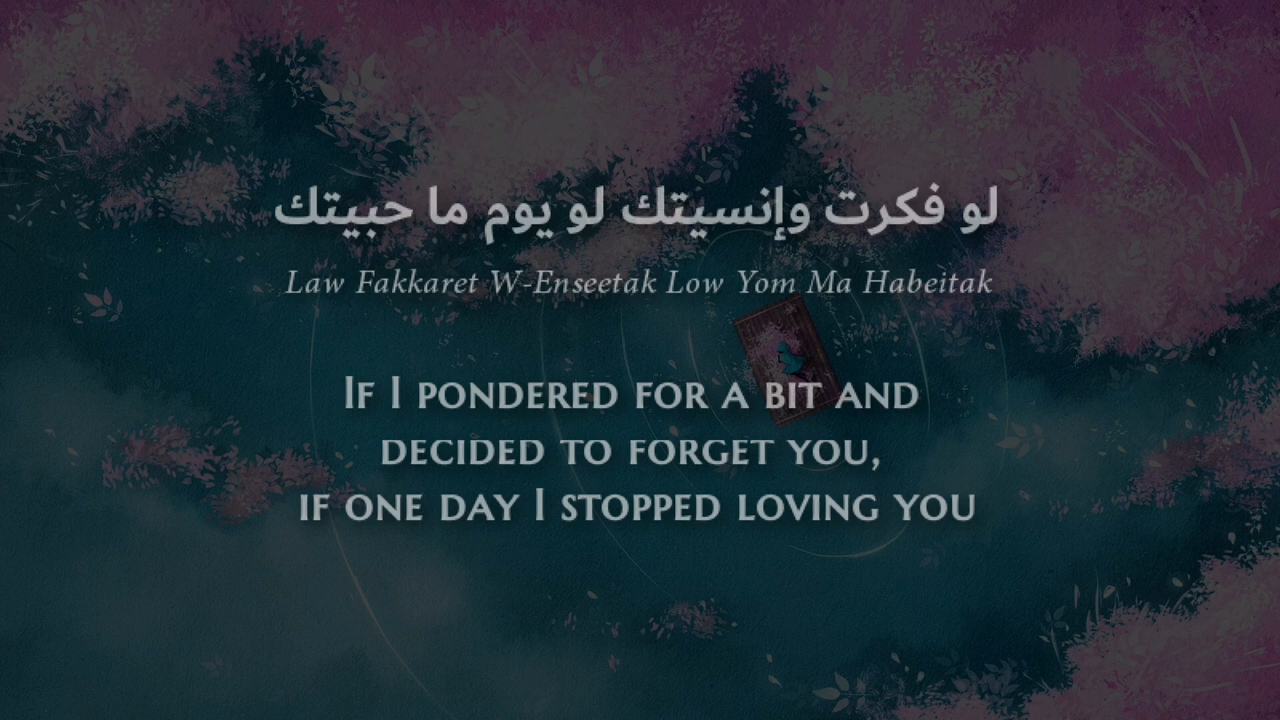 لو فكرت وإنسيتك لو يوم ما حبيتك
Law Fakkaret W-Enseetak Low Yom Ma Habeitak
If I pondered for a bit and
decided to forget you,
if one day I stopped loving you